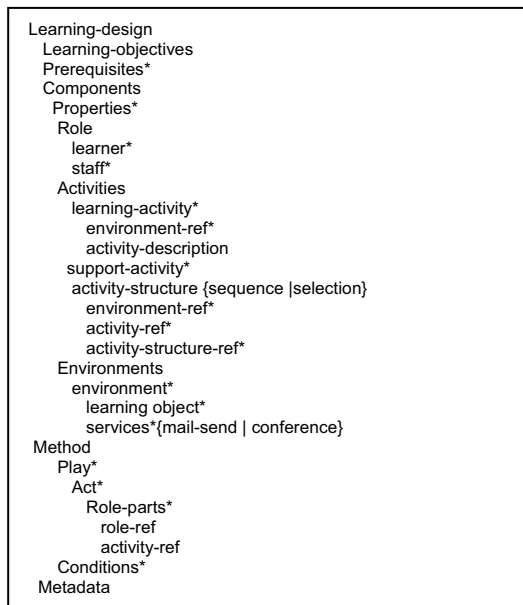 Learning-design
Learning-objectives
Prerequisites*
Components
Properties*
Role
learner*
staff*
Activities
learning-activity*
environment-ref*
activity-description
support-activity*
activity-structure {sequence |selection}
environment-ref*
activity-ref*
activity-structure-ref*
Environments
environment*
learning object*
services*{mail-send | conference}
Method
Play*
Act*
Role-parts*
role-ref
activity-ref
Conditions*
Metadata